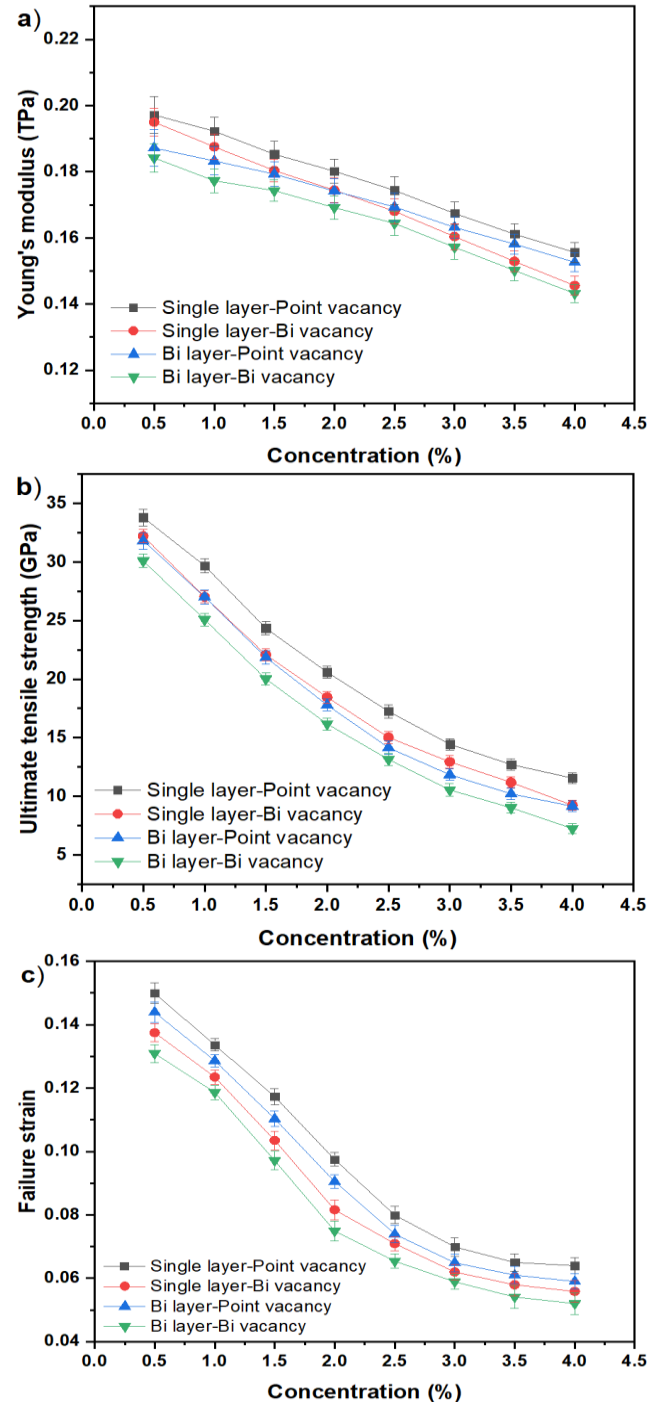 a)
Young's modulus (TPa)
0.22
0.20
0.18
0.16
0.14
0.12
Single layer-Point vacancy
Single layer-Bi vacancy
Bi layer-Point vacancy
Bi layer-Bi vacancy
0.0 0.5 1.0 1.5 2.0 2.5 3.0 3.5 4.0 4.5
Concentration (%)
b)
Ultimate tensile strength (GPa)
35
30
25
20
15
10
5
Single layer-Point vacancy
Single layer-Bi vacancy
Bi layer-Point vacancy
Bi layer-Bi vacancy
0.0 0.5 1.0 1.5 2.0 2.5 3.0 3.5 4.0 4.5
Concentration (%)
c)
Failure strain
0.16
0.14
0.12
0.10
0.08
0.06
0.04
Single layer-Point vacancy
Single layer-Bi vacancy
Bi layer-Point vacancy
Bi layer-Bi vacancy
0.0 0.5 1.0 1.5 2.0 2.5 3.0 3.5 4.0 4.5
Concentration (%)